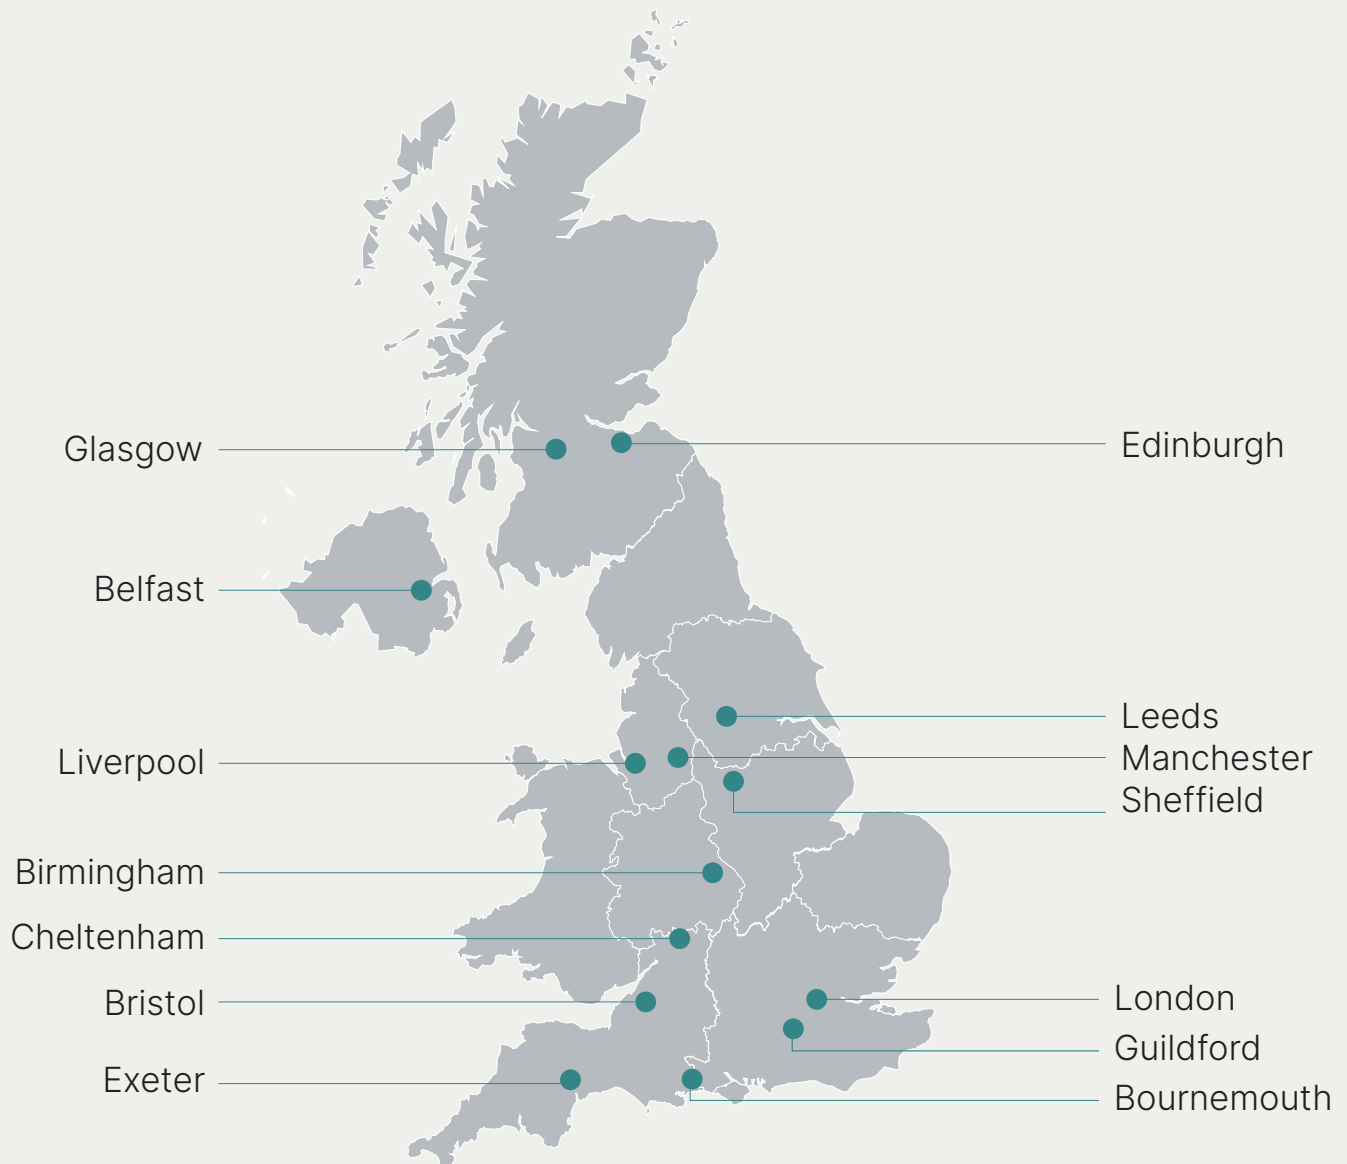 Glasgow
Edinburgh
Belfast
Leeds
Liverpool
Manchester
Sheffield
Birmingham
Cheltenham
Bristol
London
Guildford
Exeter
Bournemouth